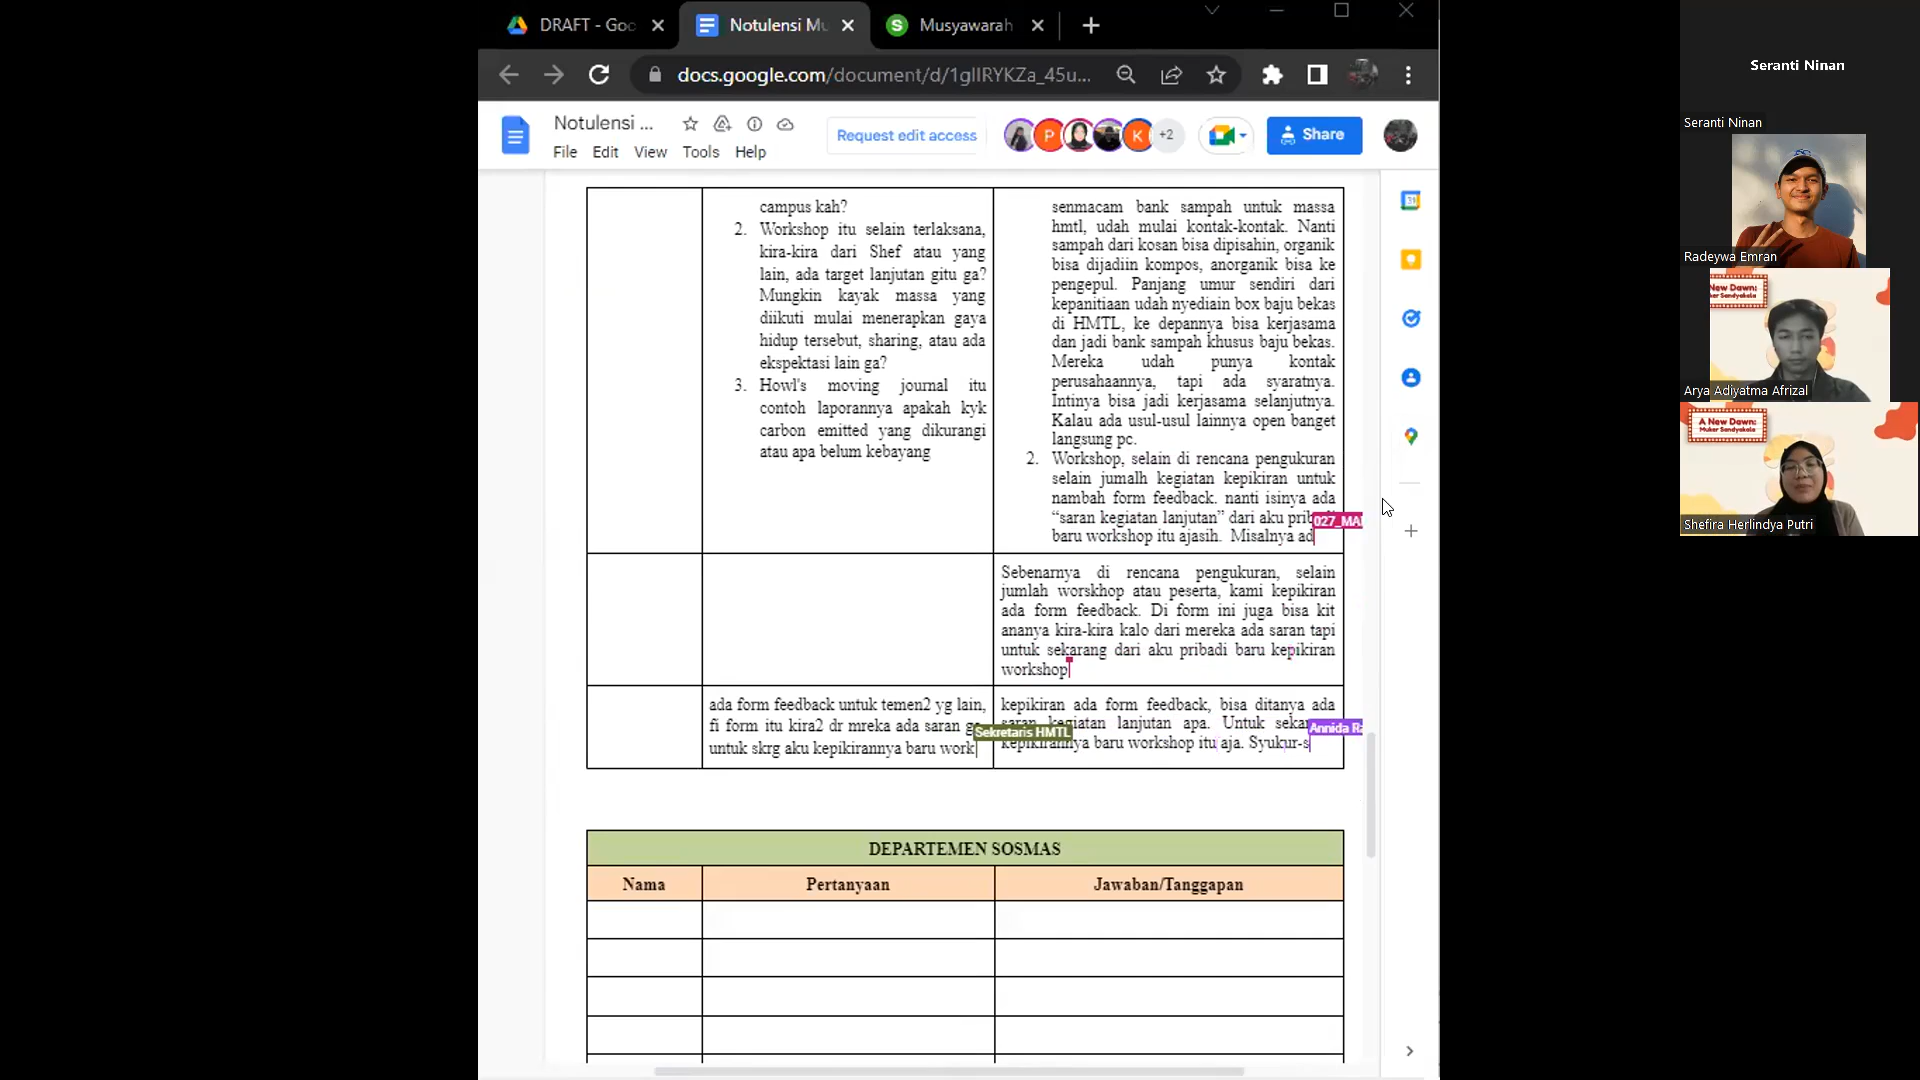 DRAFT - Goo
Notulensi Mu
Musyawarah
docs.google.com/document/d/1glIRYKZa_45u...
Notulensi ...
Request edit access
P
K
+2
Share
File Edit View Tools Help
campus kah?
2. Workshop itu selain terlaksana,
kira-kira dari Shef atau yang
lain, ada target lanjutan gitu ga?
Mungkin kayak massa yang
diikuti mulai menerapkan gaya
hidup tersebut, sharing, atau ada
ekspektasi lain ga?
3. Howl's moving journal itu
contoh laporannya apakah kyk
carbon emitted yang dikurangi
atau apa belum kebayang
senmacam bank sampah untuk massa
hmtl, udah mulai kontak-kontak. Nanti
sampah dari kosan bisa dipisahin, organik
bisa dijadiin kompos, anorganik bisa ke
pengepul. Panjang umur sendiri dari
kepanitiaan udah nyediain box baju bekas
di HMTL, ke depannya bisa kerjasama
dan jadi bank sampah khusus baju bekas.
Mereka udah punya kontak
perusahaannya, tapi ada syaratnya.
Intinya bisa jadi kerjasama selanjutnya.
Kalau ada usul-usul lainnya open banget
langsung pc.
2. Workshop, selain di rencana pengukuran
selain jumalh kegiatan kepikiran untuk
nambah form feedback. nanti isinya ada
“saran kegiatan lanjutan” dari aku prib
027_MA
baru workshop itu ajasih. Misalnya ad
Sebenarnya di rencana pengukuran, selain
jumlah worskhop atau peserta, kami kepikiran
ada form feedback. Di form ini juga bisa kit
ananya kira-kira kalo dari mereka ada saran tapi
untuk sekarang dari aku pribadi baru kepikiran
workshop
ada form feedback untuk temen2 yg lain,
fi form itu kira2 dr mreka ada saran
untuk skrg aku kepikirannya baru work
Sekretaris HMTL
kepikiran ada form feedback, bisa ditanya ada
saran kegiatan lanjutan apa. Untuk
Annida Ra
kepikirannya baru workshop itu aja. Syukur-s
DEPARTEMEN SOSMAS
Nama Pertanyaan Jawaban/Tanggapan
31
Seranti Ninan
Seranti Ninan
Radeywa Emran
New Dawn:
Muker Sandyakala
Arya Adiyatma Afrizal
A New Dawn:
Muker Sandyakala
Shefira Herlindya Putri